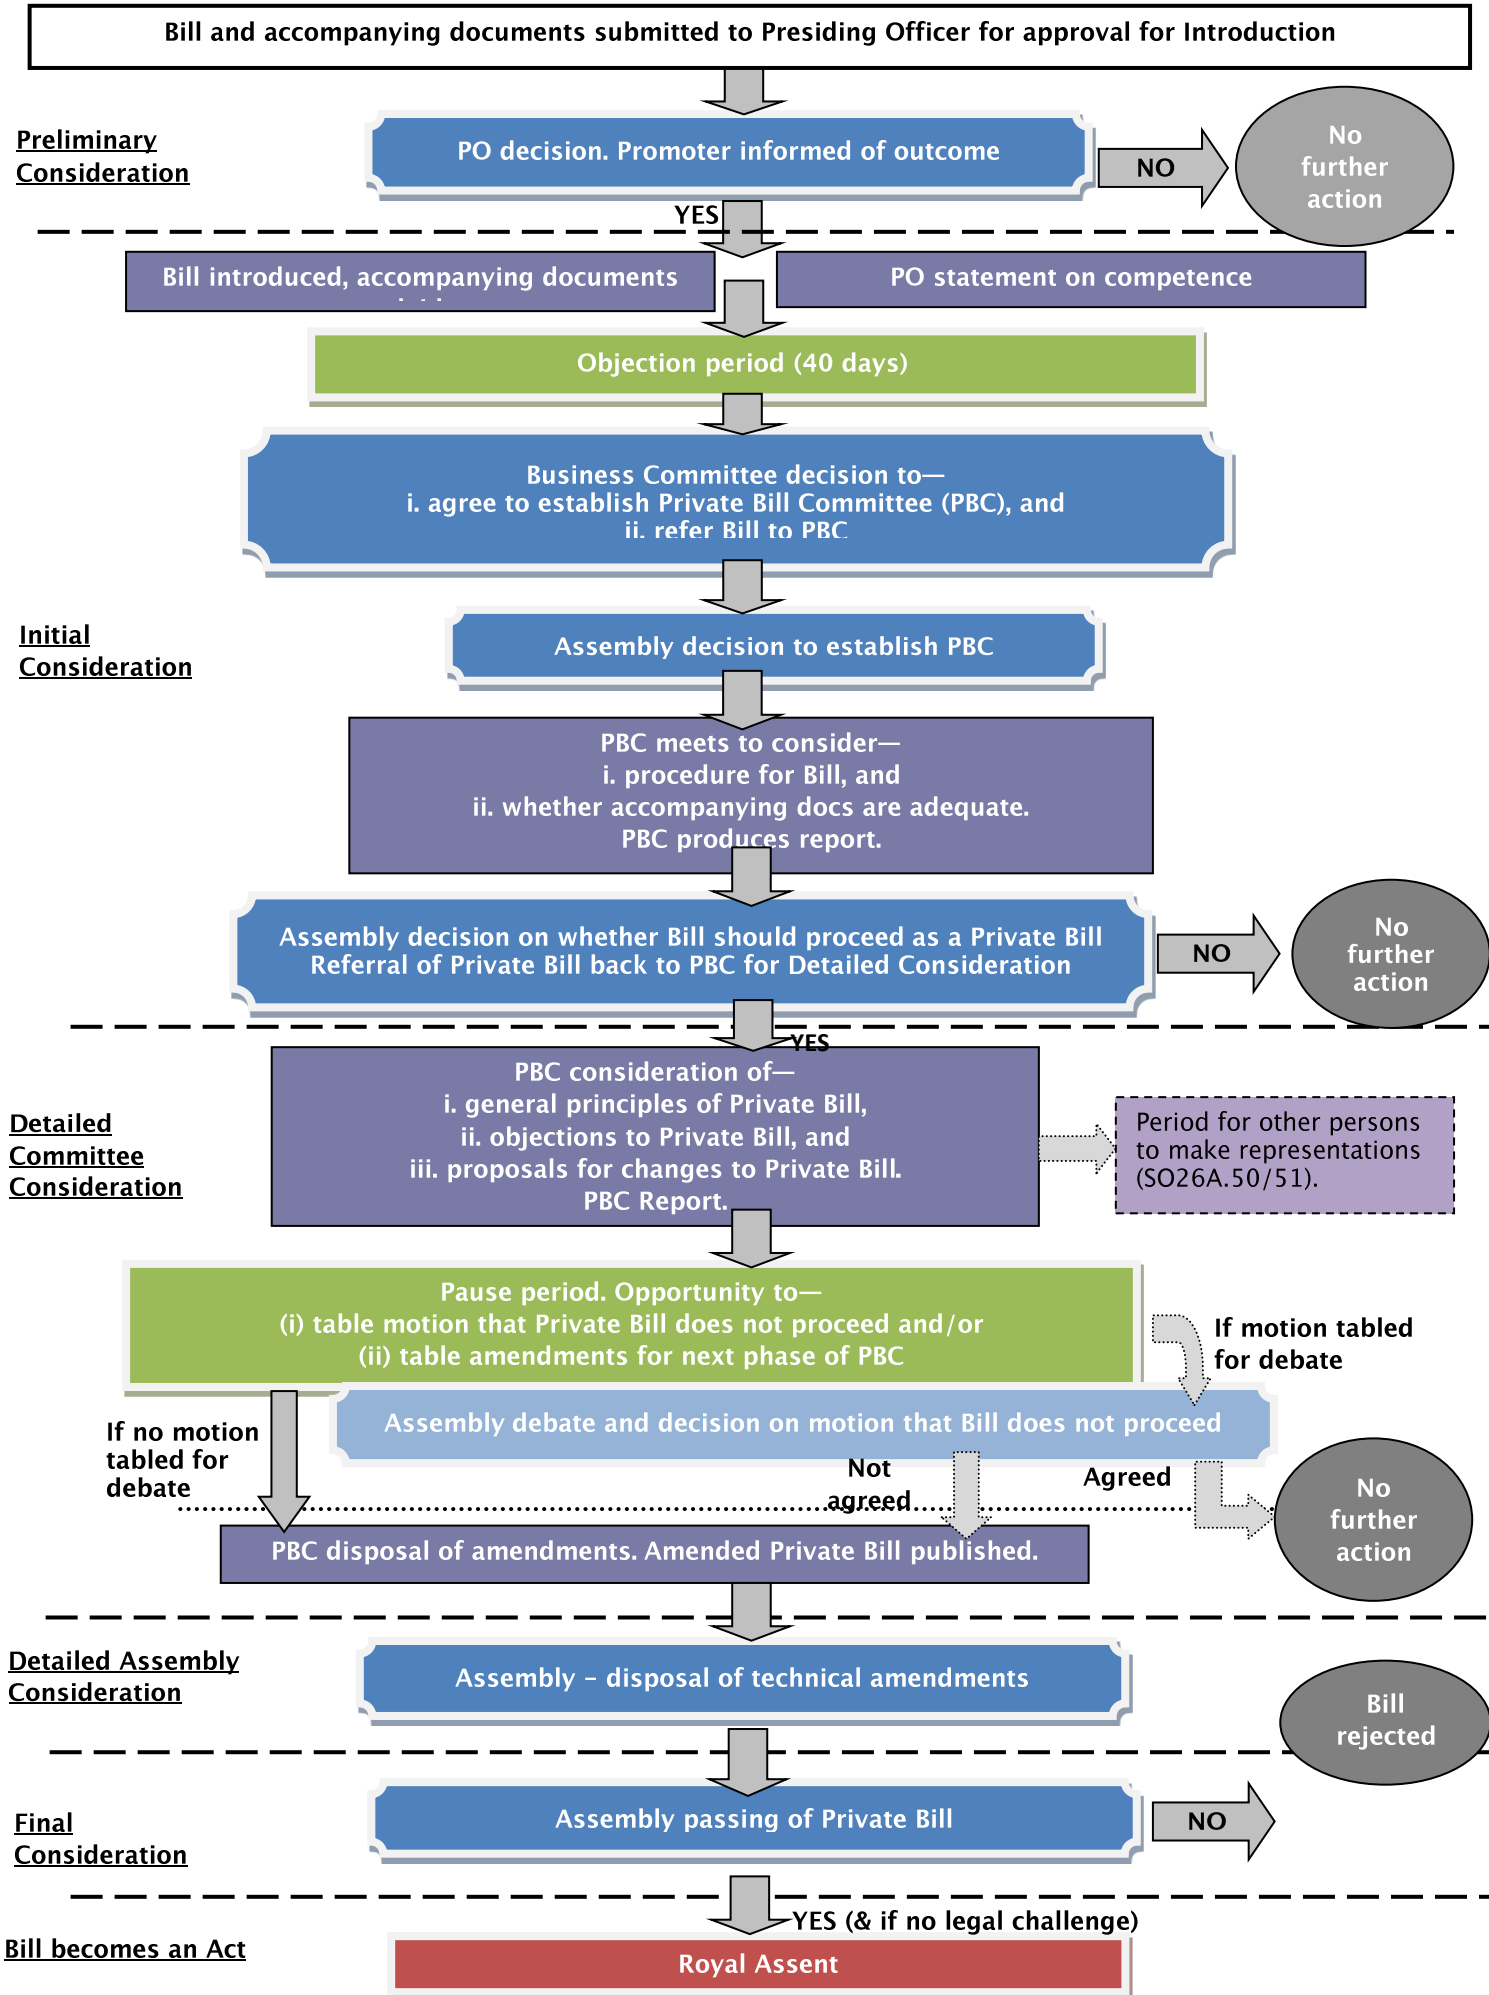 Bill and accompanying documents submitted to Presiding Officer for approval for Introduction
Preliminary
Consideration
PO decision. Promoter informed of outcome
NO
No
further
action
YES
Bill introduced, accompanying documents
PO statement on competence
Objection period (40 days)
Business Committee decision to—
i. agree to establish Private Bill Committee (PBC), and
ii. refer Bill to PBC
Initial
Consideration
Assembly decision to establish PBC
PBC meets to consider—
i. procedure for Bill, and
ii. whether accompanying docs are adequate.
PBC produces report.
Assembly decision on whether Bill should proceed as a Private Bill
Referral of Private Bill back to PBC for Detailed Consideration
NO
No
further
action
YES
Detailed
Committee
Consideration
PBC consideration of—
i. general principles of Private Bill,
ii. objections to Private Bill, and
iii. proposals for changes to Private Bill.
PBC Report.
Period for other persons
to make representations
(SO26A.50/51).
Pause period. Opportunity to—
(i) table motion that Private Bill does not proceed and/or
(ii) table amendments for next phase of PBC
If motion tabled
for debate
Assembly debate and decision on motion that Bill does not proceed
If no motion
tabled for
debate
Not
agreed
Agreed
No
further
action
PBC disposal of amendments. Amended Private Bill published.
Detailed Assembly
Consideration
Assembly – disposal of technical amendments
Bill
rejected
Final
Consideration
Assembly passing of Private Bill
NO
YES (& if no legal challenge)
Bill becomes an Act
Royal Assent